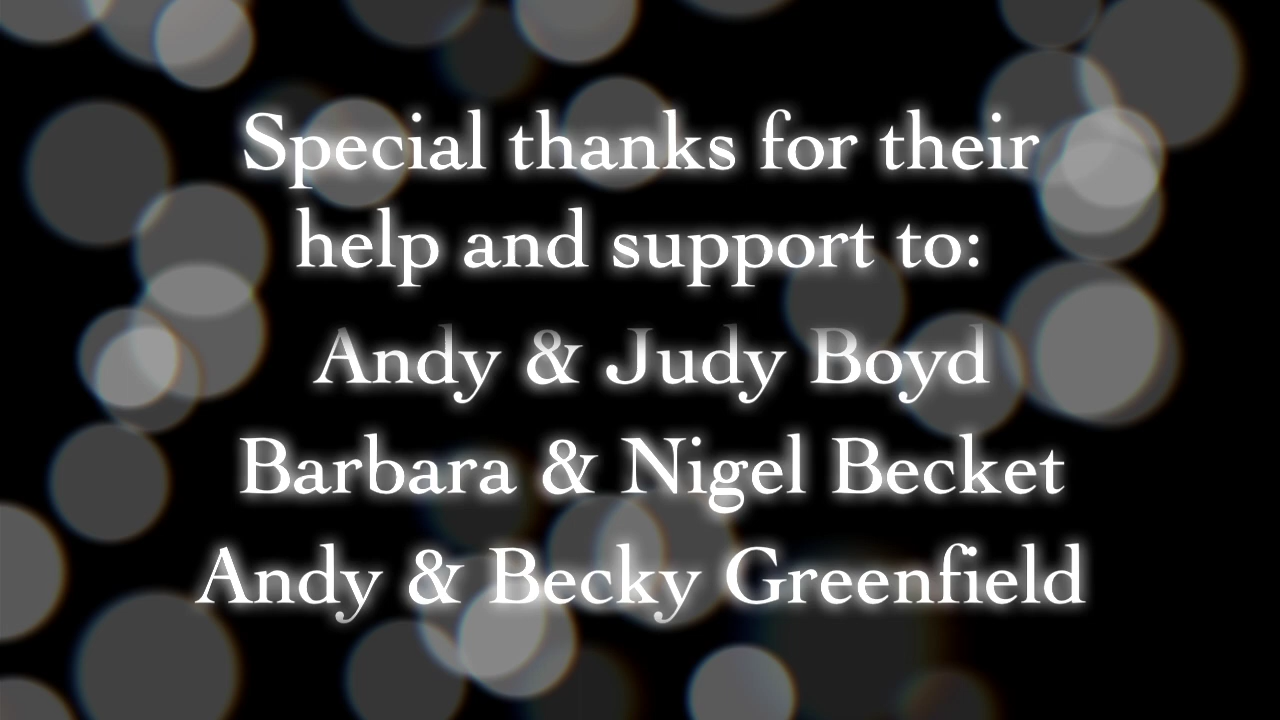 Special thanks for their
help and support to:
Andy & Judy Boyd
Barbara & Nigel Becket
Andy & Becky Greenfield